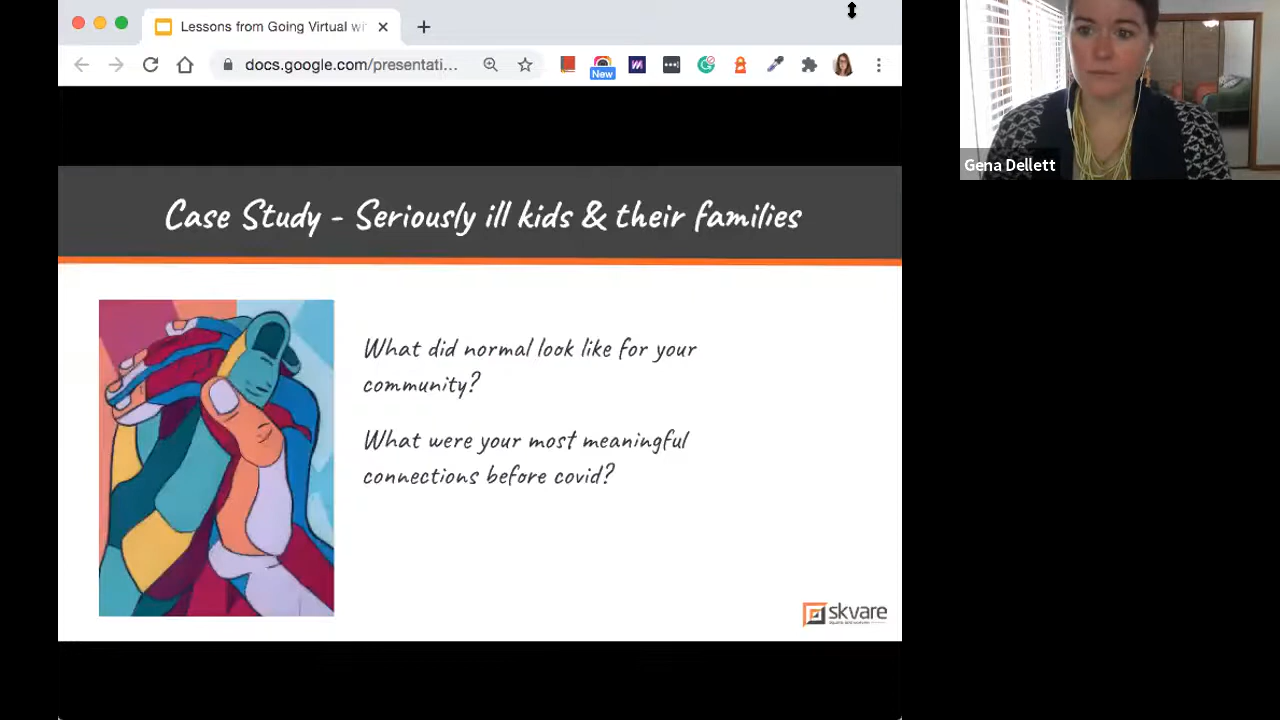 Lessons from Going Virtual wi
docs.google.com/presentati...
New
Gena Dellett
Case Study - Seriously ill kids & their families
What did normal look like for your
community?
What were your most meaningful
connections before covid?
skvare